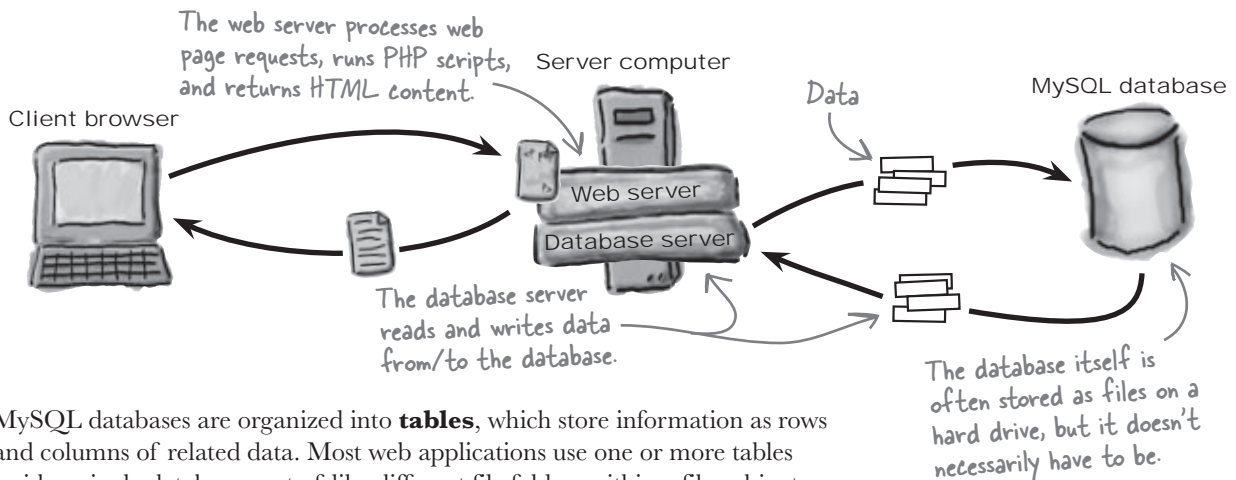 The web server processes web
page requests, runs PHP scripts,
and returns HTML content.
Server computer
Data
MySQL database
Client browser
Web server
Database server
The database server
reads and writes data
from/to the database.
The database itself is
often stored as files on a
hard drive, but it doesn't
necessarily have to be.
MySQL databases are organized into tables, which store information as rows
and columns of related data. Most web applications use one or more tables